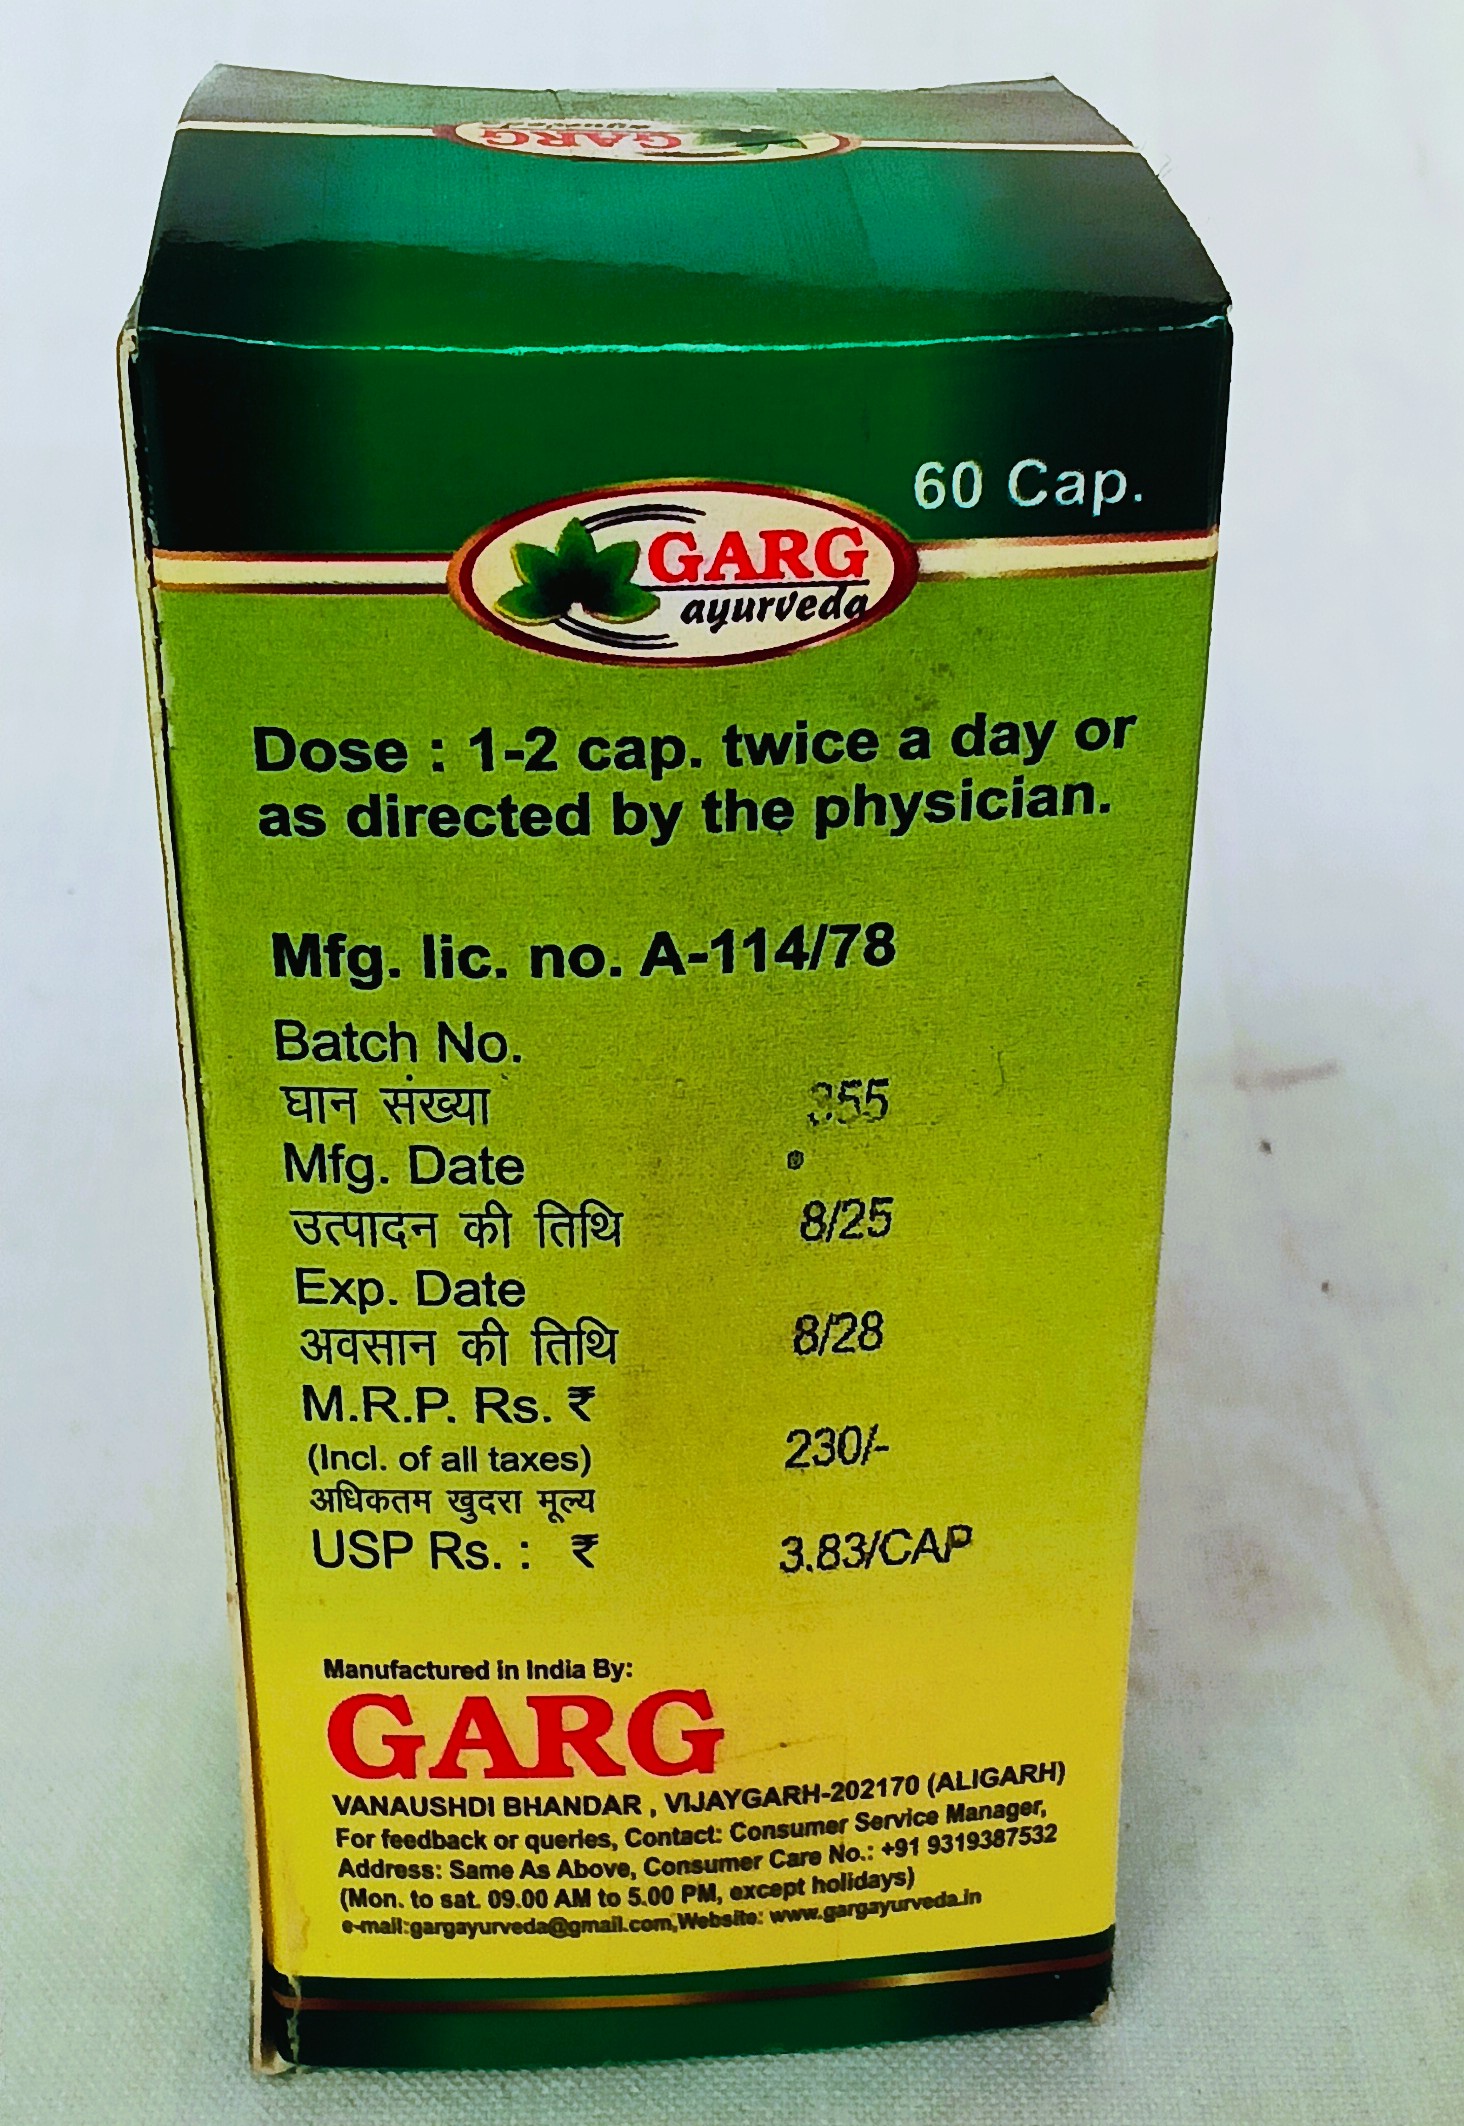 GARG
ayurveda
60 Cap.
GARG
ayurveda
Dose : 1-2 cap. twice a day or
as directed by the physician.
Mfg. lic. no. A-114/78
Batch No.
घान संख्या 355
Mfg. Date
उत्पादन की तिथि 8/25
Exp. Date
अवसान की तिथि 8/28
M.R.P. Rs. ₹
(Incl. of all taxes) 230/-
अधिकतम खुदरा मूल्य
USP Rs. : ₹ 3.83/CAP
Manufactured in India By:
GARG
VANAUSHDI BHANDAR , VIJAYGARH-202170 (ALIGARH)
For feedback or queries, Contact: Consumer Service Manager,
Address: Same As Above, Consumer Care No.: +91 9319387532
(Mon. to sat. 09.00 AM to 5.00 PM, except holidays)
e-mail:gargayurveda@gmail.com,Website: www.gargayurveda.in